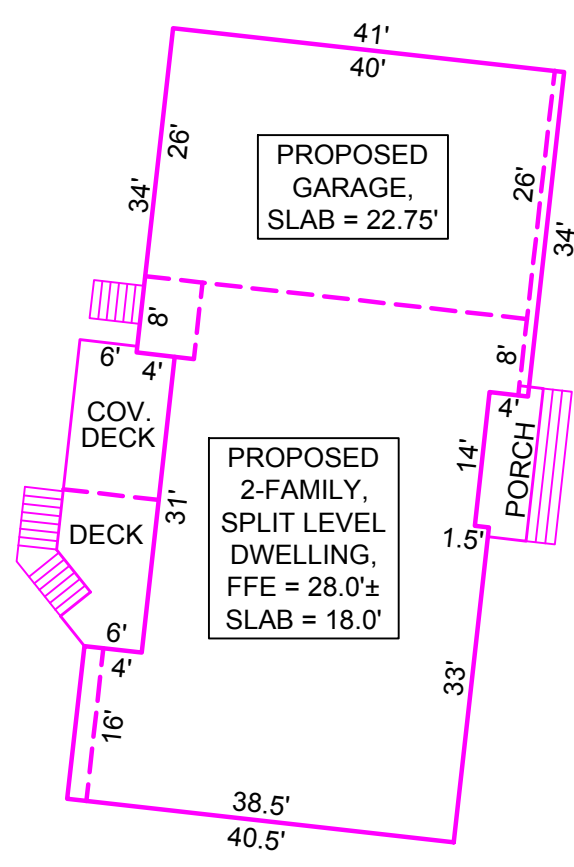 41'
40'
26'
34'
PROPOSED
GARAGE,
SLAB = 22.75'
26'
34'
8'
8'
6'
4'
4'
COV.
DECK
14'
PORCH
PROPOSED
2-FAMILY,
SPLIT LEVEL
DWELLING,
FFE = 28.0'±
SLAB = 18.0'
31'
DECK
1.5'
6'
4'
16'
33'
38.5'
40.5'